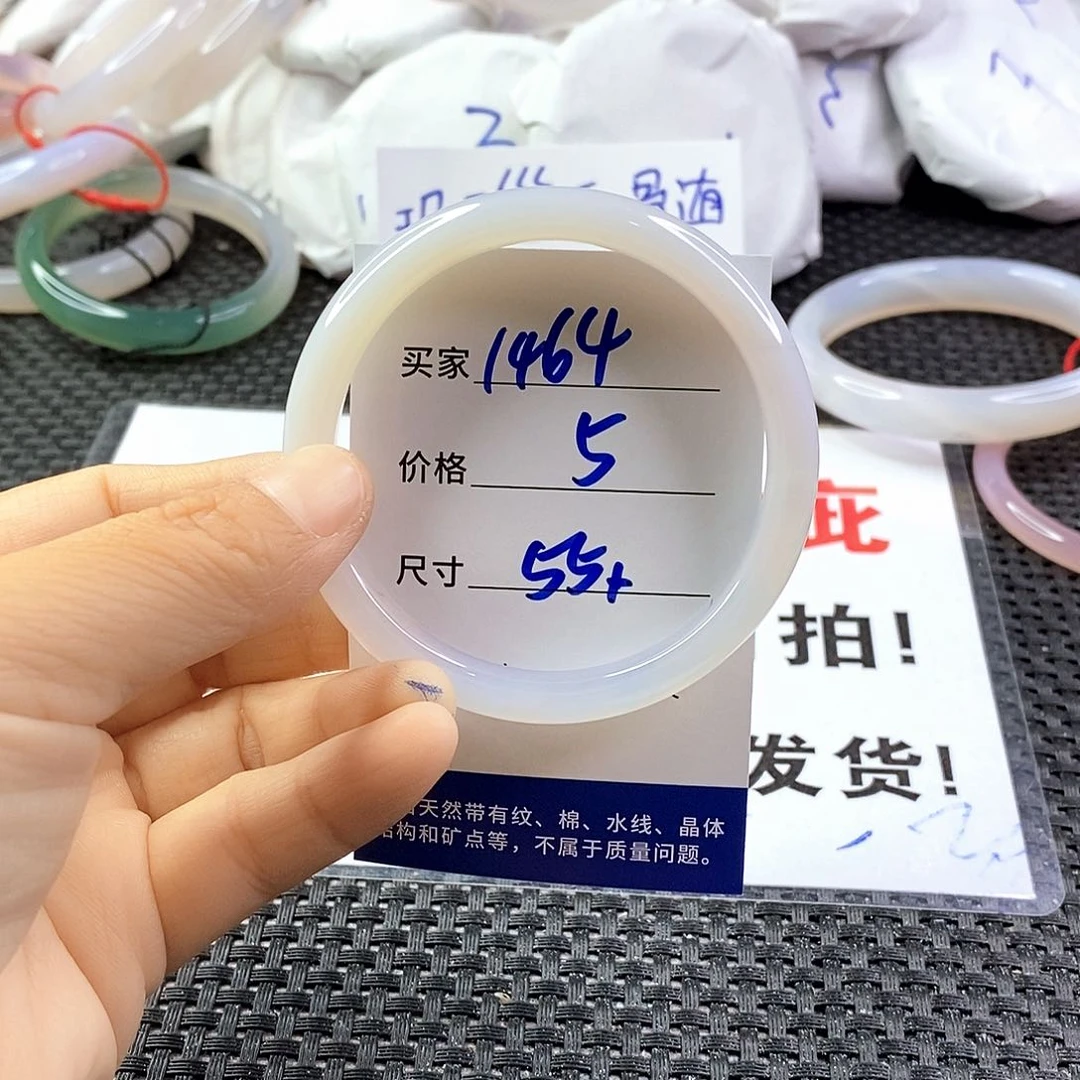 买家 1464
价格 5
尺寸 55+
疵
拍!
发货!
天然带有纹、棉、水线、晶体
结构和矿点等，不属于质量问题。